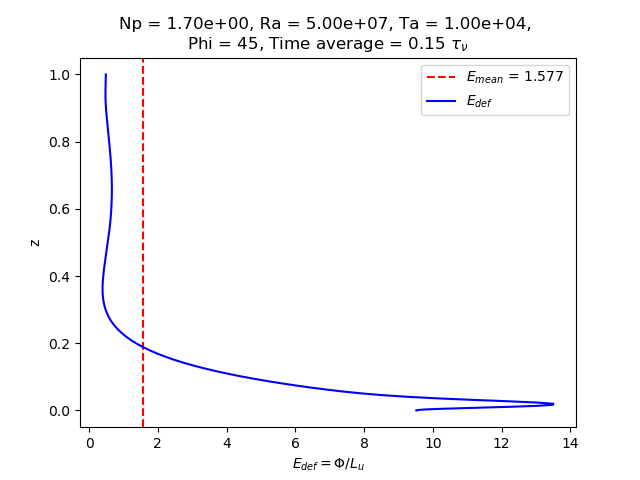 Np = 1.70e+00, Ra = 5.00e+07, Ta = 1.00e+04,
Phi = 45, Time average = 0.15 τ_ν
E_mean = 1.577
E_def
z
1.0
0.8
0.6
0.4
0.2
0.0
0 2 4 6 8 10 12 14
E_def = Φ/L_u